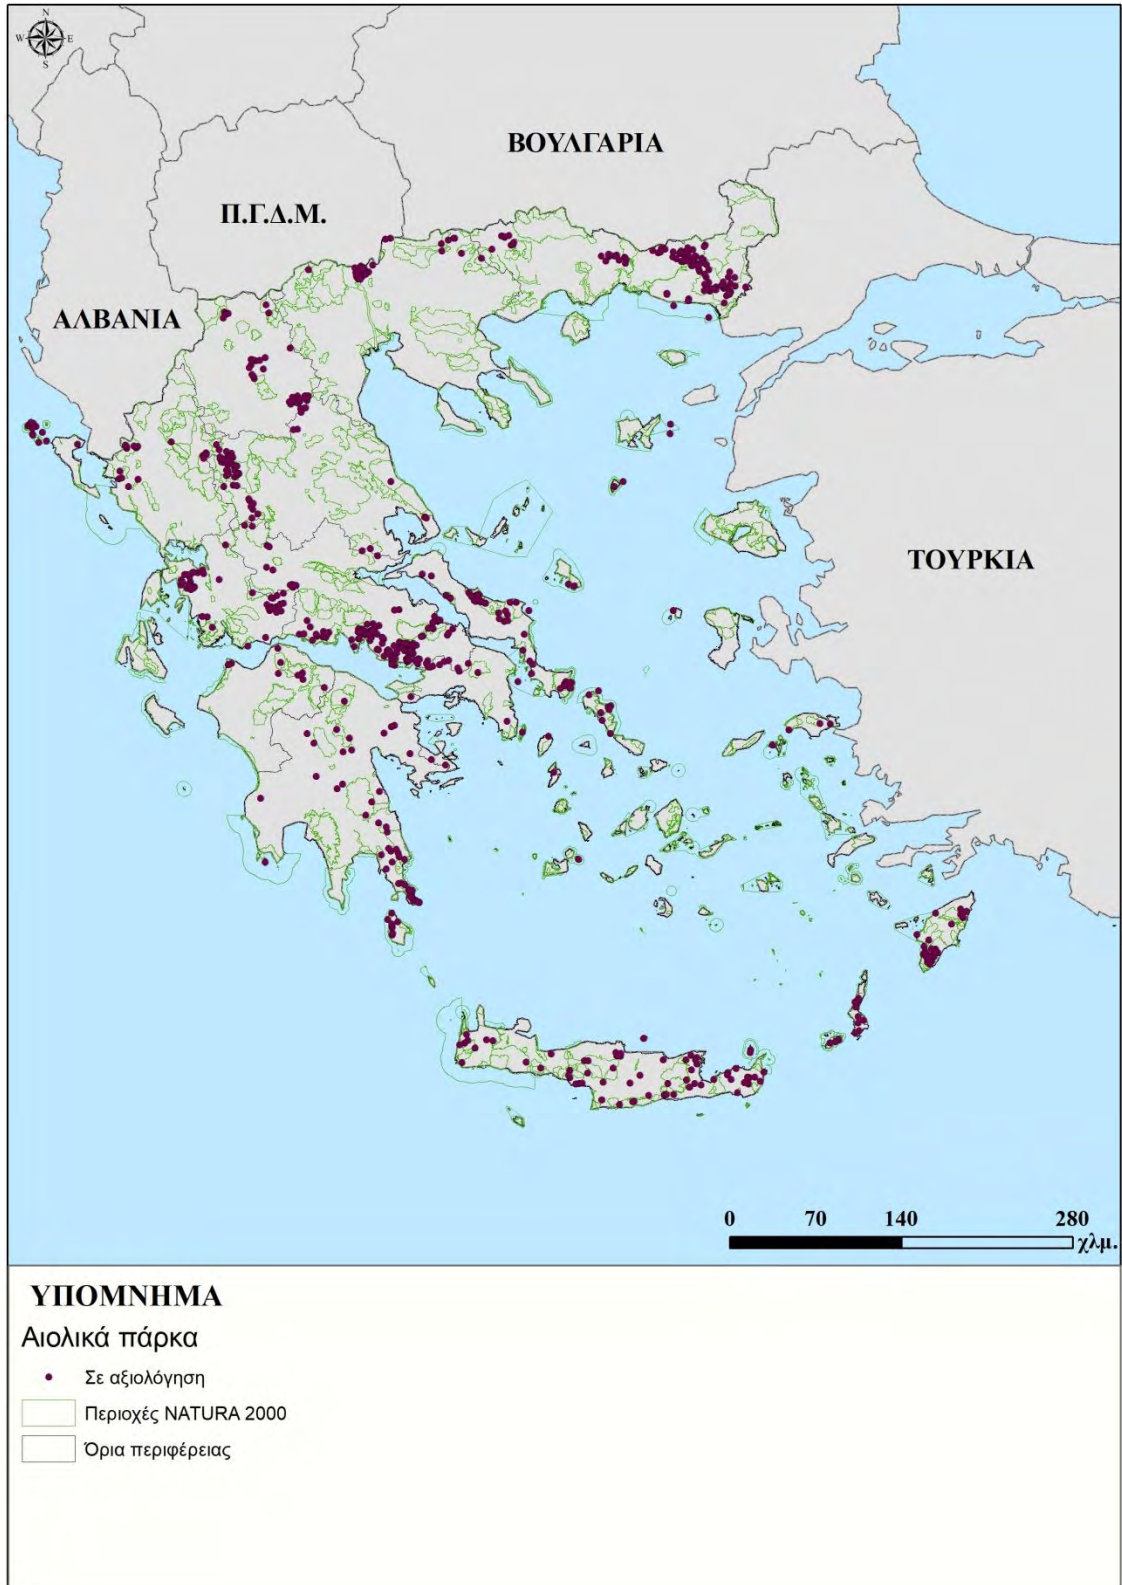 N
W E
S
ΒΟΥΛΓΑΡΙΑ
Π.Γ.Δ.Μ.
ΑΛΒΑΝΙΑ
ΤΟΥΡΚΙΑ
0 70 140 280
χλμ.
ΥΠΟΜΝΗΜΑ
Αιολικά πάρκα
Σε αξιολόγηση
Περιοχές NATURA 2000
Όρια περιφέρειας